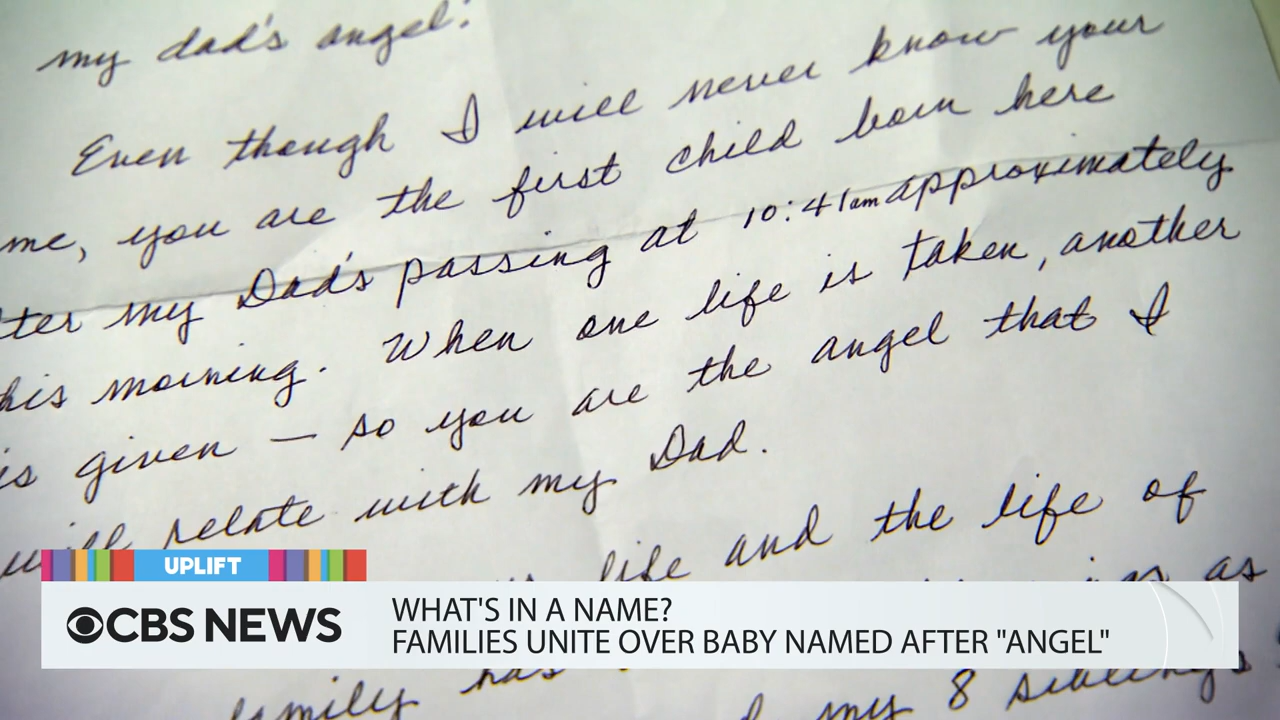 my dad's angel:
Even though I will never know your
me, you are the first child born here
ter my Dad's passing at 10:41am approximately
his morning. When one life is taken, another
is given — so you are the angel that I
will relate with my Dad.
life and the life of
as
family has
my 8 siblings
UPLIFT
CBS NEWS
WHAT'S IN A NAME?
FAMILIES UNITE OVER BABY NAMED AFTER "ANGEL"